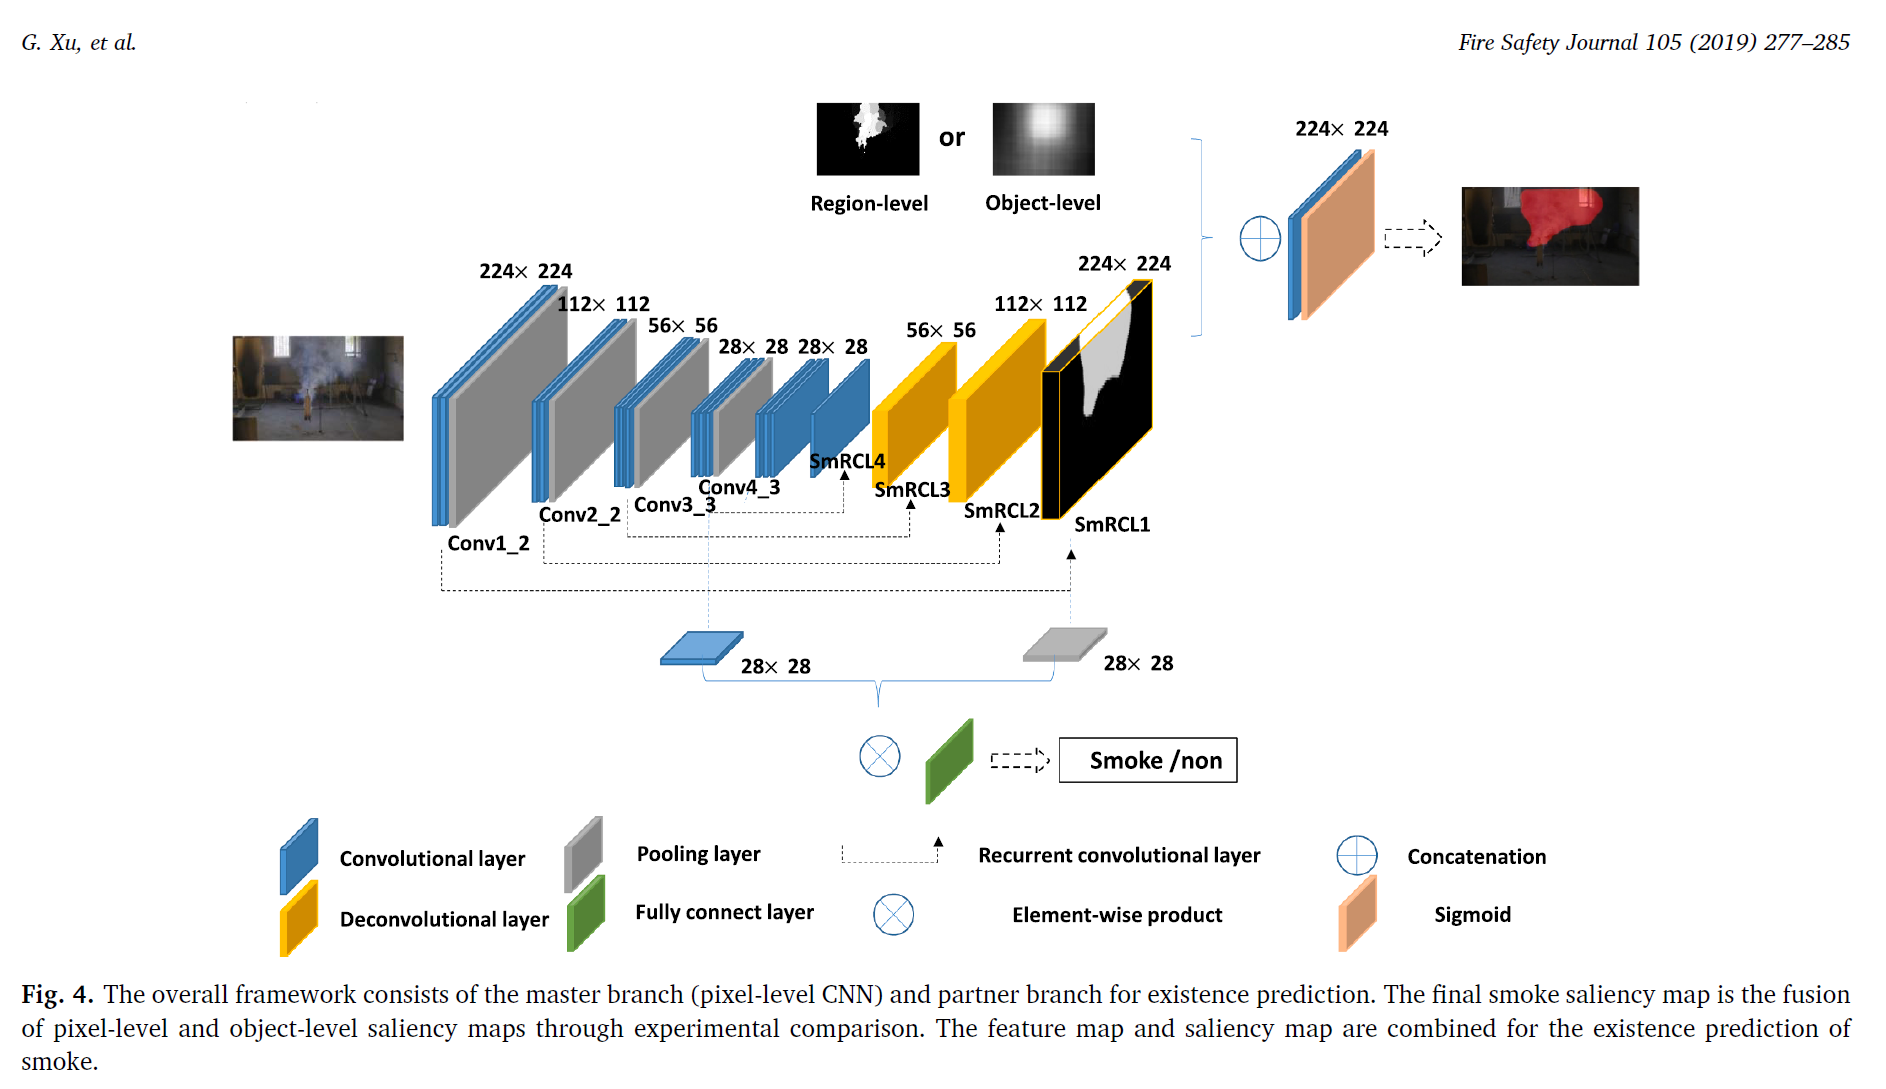 G. Xu, et al.
Fire Safety Journal 105 (2019) 277–285
or
Region-level
Object-level
224× 224
224× 224
112× 112
56× 56
28× 28
28× 28
56× 56
112× 112
224× 224
SmRCL4
SmRCL3
SmRCL2
SmRCL1
Conv4_3
Conv3_3
Conv2_2
Conv1_2
28× 28
28× 28
Smoke /non
Convolutional layer
Pooling layer
Recurrent convolutional layer
Concatenation
Deconvolutional layer
Fully connect layer
Element-wise product
Sigmoid
Fig. 4. The overall framework consists of the master branch (pixel-level CNN) and partner branch for existence prediction. The final smoke saliency map is the fusion
of pixel-level and object-level saliency maps through experimental comparison. The feature map and saliency map are combined for the existence prediction of
smoke.